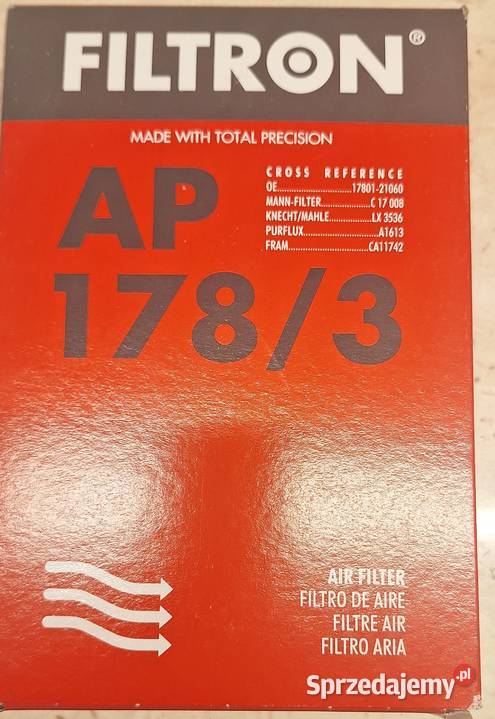 FILTRON®
MADE WITH TOTAL PRECISION
AP
178/3
CROSS REFERENCE
OE..............................17801-21060
MANN-FILTER....................C 17 008
KNECHT/MAHLE.................LX 3536
PURFLUX.............................A1613
FRAM................................CA11742
AIR FILTER
FILTRO DE AIRE
FILTRE AIR
FILTRO ARIA
Sprzedajemy.pl